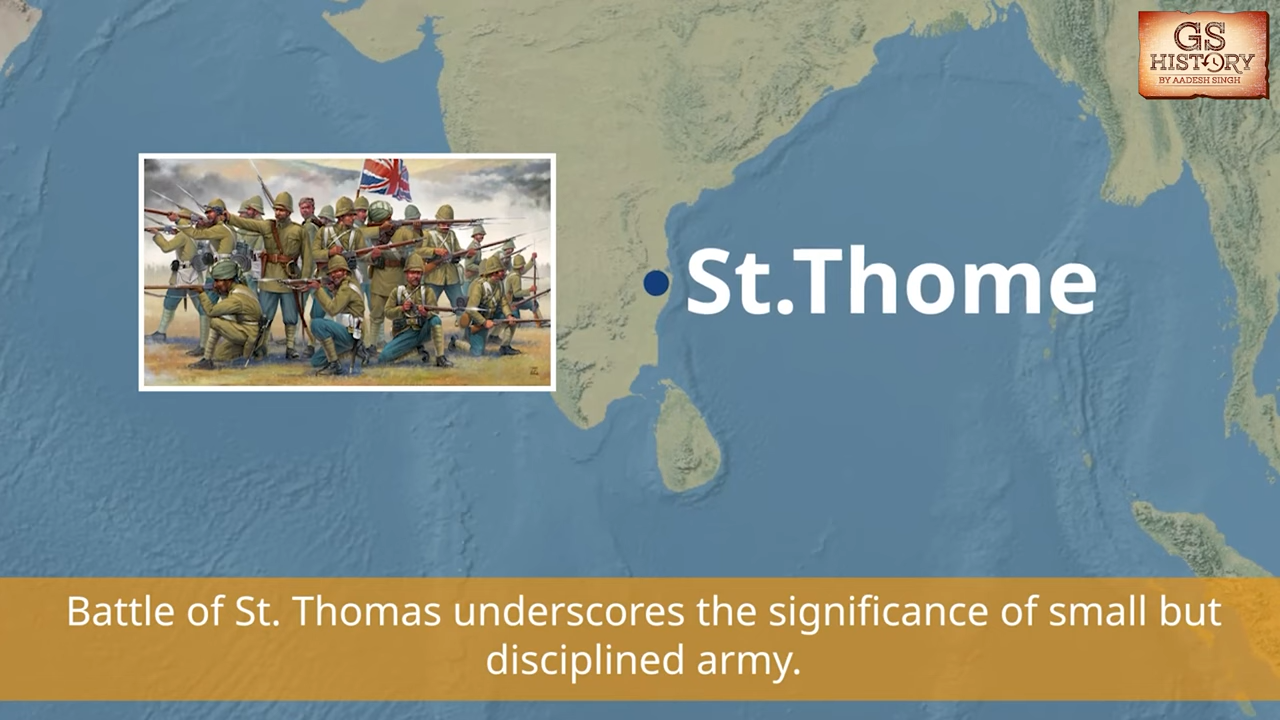 GS
HISTORY
BY AADESH SINGH
St.Thome
Battle of St. Thomas underscores the significance of small but
disciplined army.